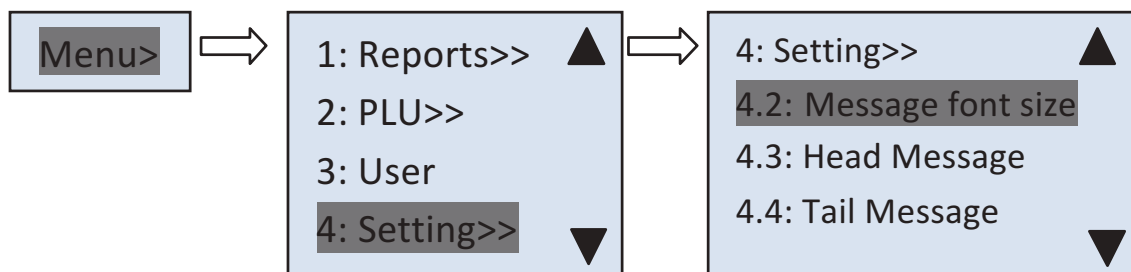 Menu>
1: Reports>>
2: PLU>>
3: User
4: Setting>>
4: Setting>>
4.2: Message font size
4.3: Head Message
4.4: Tail Message